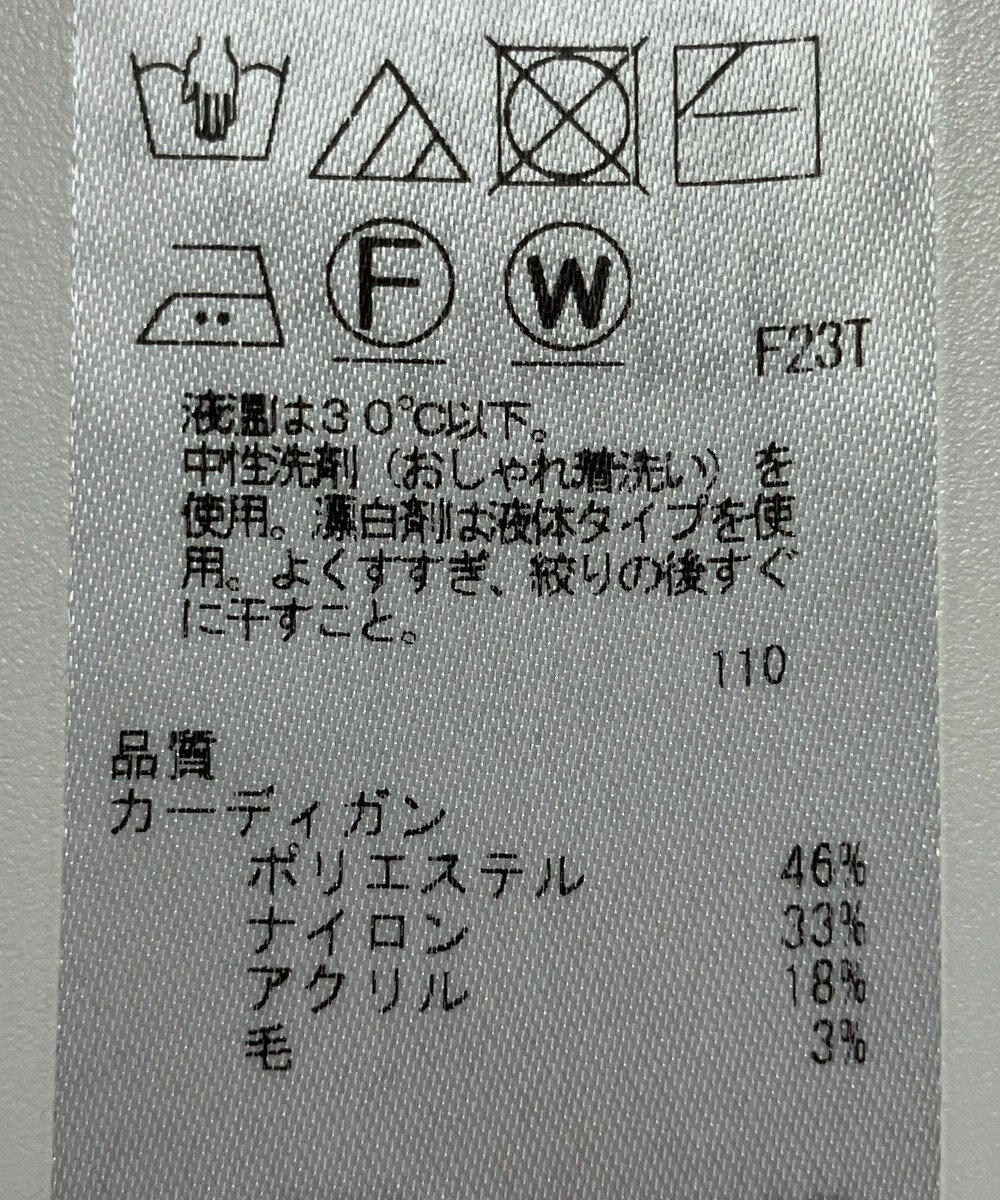 F W
F23T
液温は30℃以下。
中性洗剤（おしゃれ着洗い）を
使用。漂白剤は液体タイプを使
用。よくすすぎ、絞りの後すぐ
に干すこと。
110
品質
カーディガン
ポリエステル 46%
ナイロン 33%
アクリル 18%
毛 3%